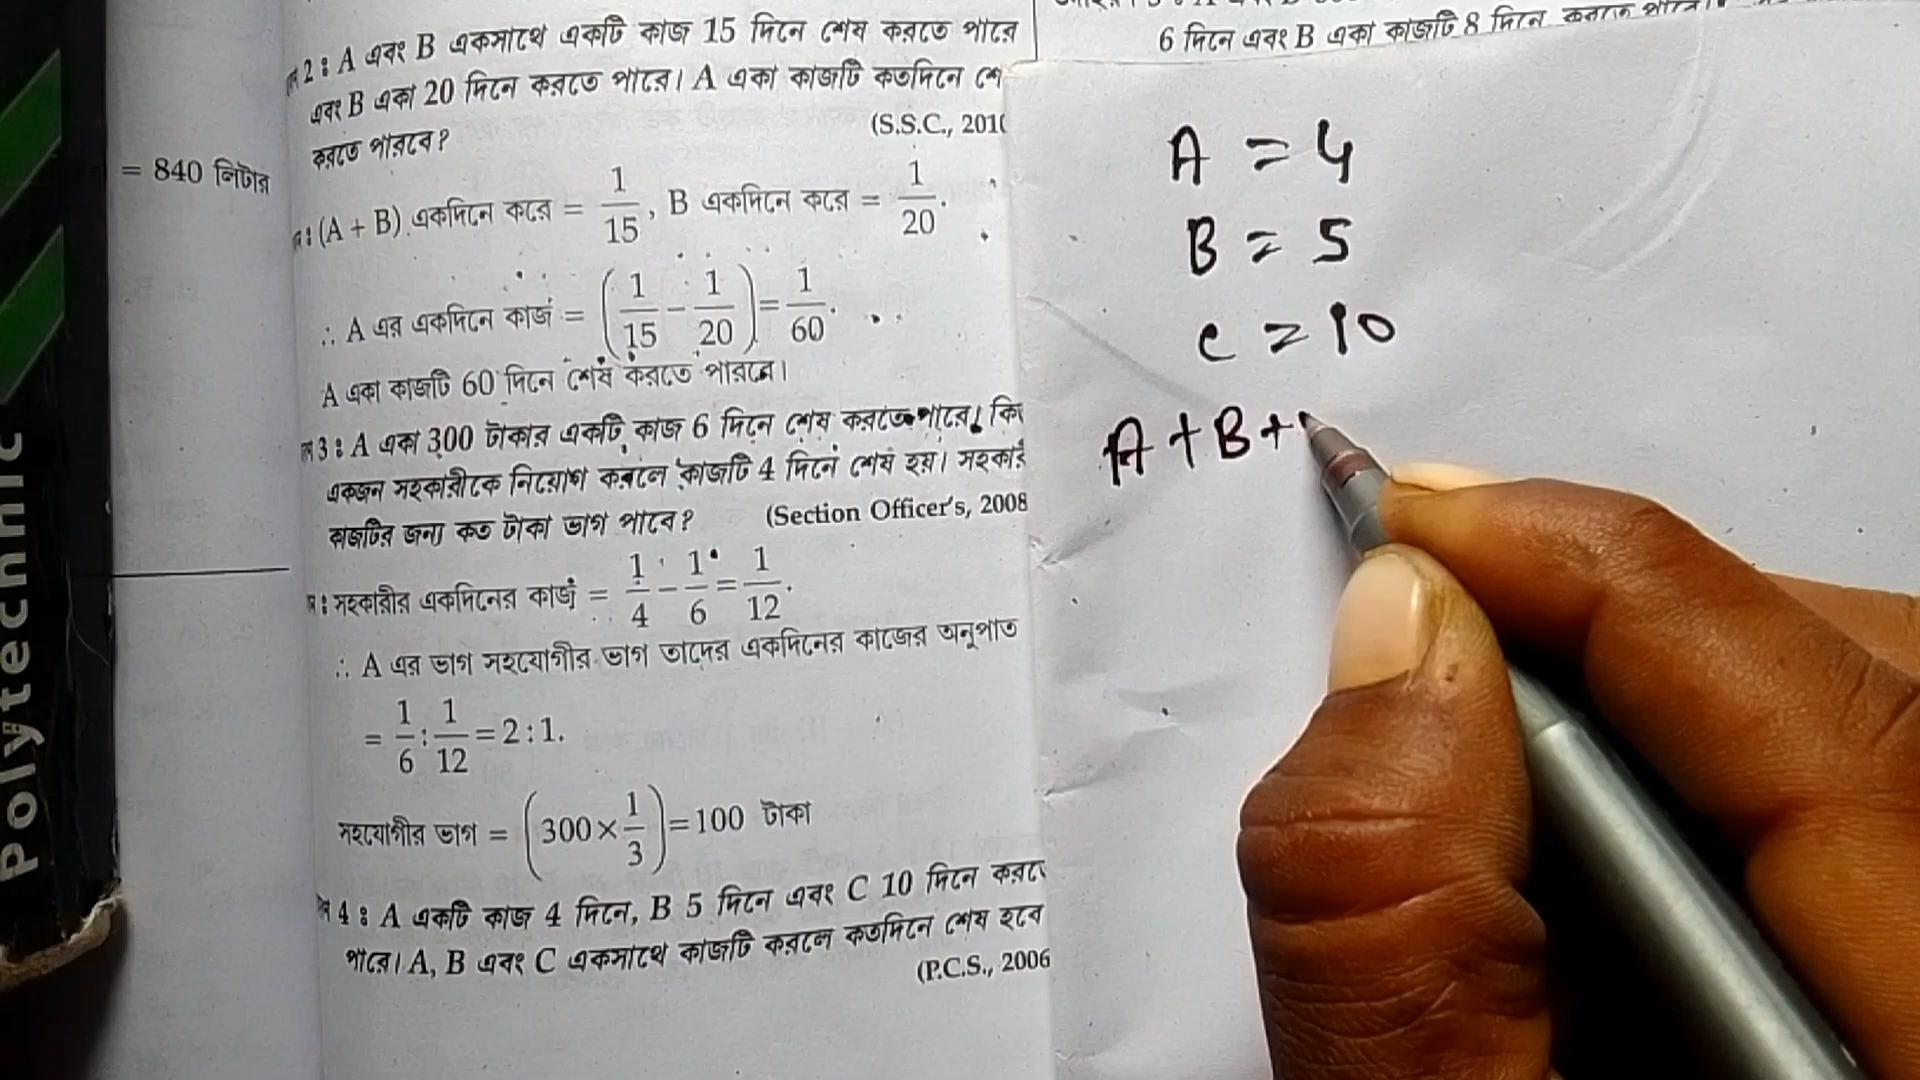 Polytechnic
= 840 লিটার
2 : A এবং B একসাথে একটি কাজ 15 দিনে শেষ করতে পারে
এবং B একা 20 দিনে করতে পারে। A একা কাজটি কতদিনে শে
করতে পারবে?
(S.S.C., 201
: (A + B) একদিনে করে = 1/15, B একদিনে করে = 1/20.
∴ A এর একদিনে কাজ = (1/15 − 1/20) = 1/60.
A একা কাজটি 60 দিনে শেষ করতে পারবে।
3 : A একা 300 টাকার একটি কাজ 6 দিনে শেষ করতে পারে। কি
একজন সহকারীকে নিয়োগ করলে কাজটি 4 দিনে শেষ হয়। সহকারী
কাজটির জন্য কত টাকা ভাগ পাবে?
(Section Officer's, 2008
: সহকারীর একদিনের কাজ = 1/4 − 1/6 = 1/12.
∴ A এর ভাগ সহযোগীর ভাগ তাদের একদিনের কাজের অনুপাত
= 1/6 : 1/12 = 2 : 1.
সহযোগীর ভাগ = (300 × 1/3) = 100 টাকা
4 : A একটি কাজ 4 দিনে, B 5 দিনে এবং C 10 দিনে করতে
পারে। A, B এবং C একসাথে কাজটি করলে কতদিনে শেষ হবে
(P.C.S., 2006
6 দিনে এবং B একা কাজটি 8 দিনে করতে পারে।
A = 4
B = 5
C = 10
A + B +